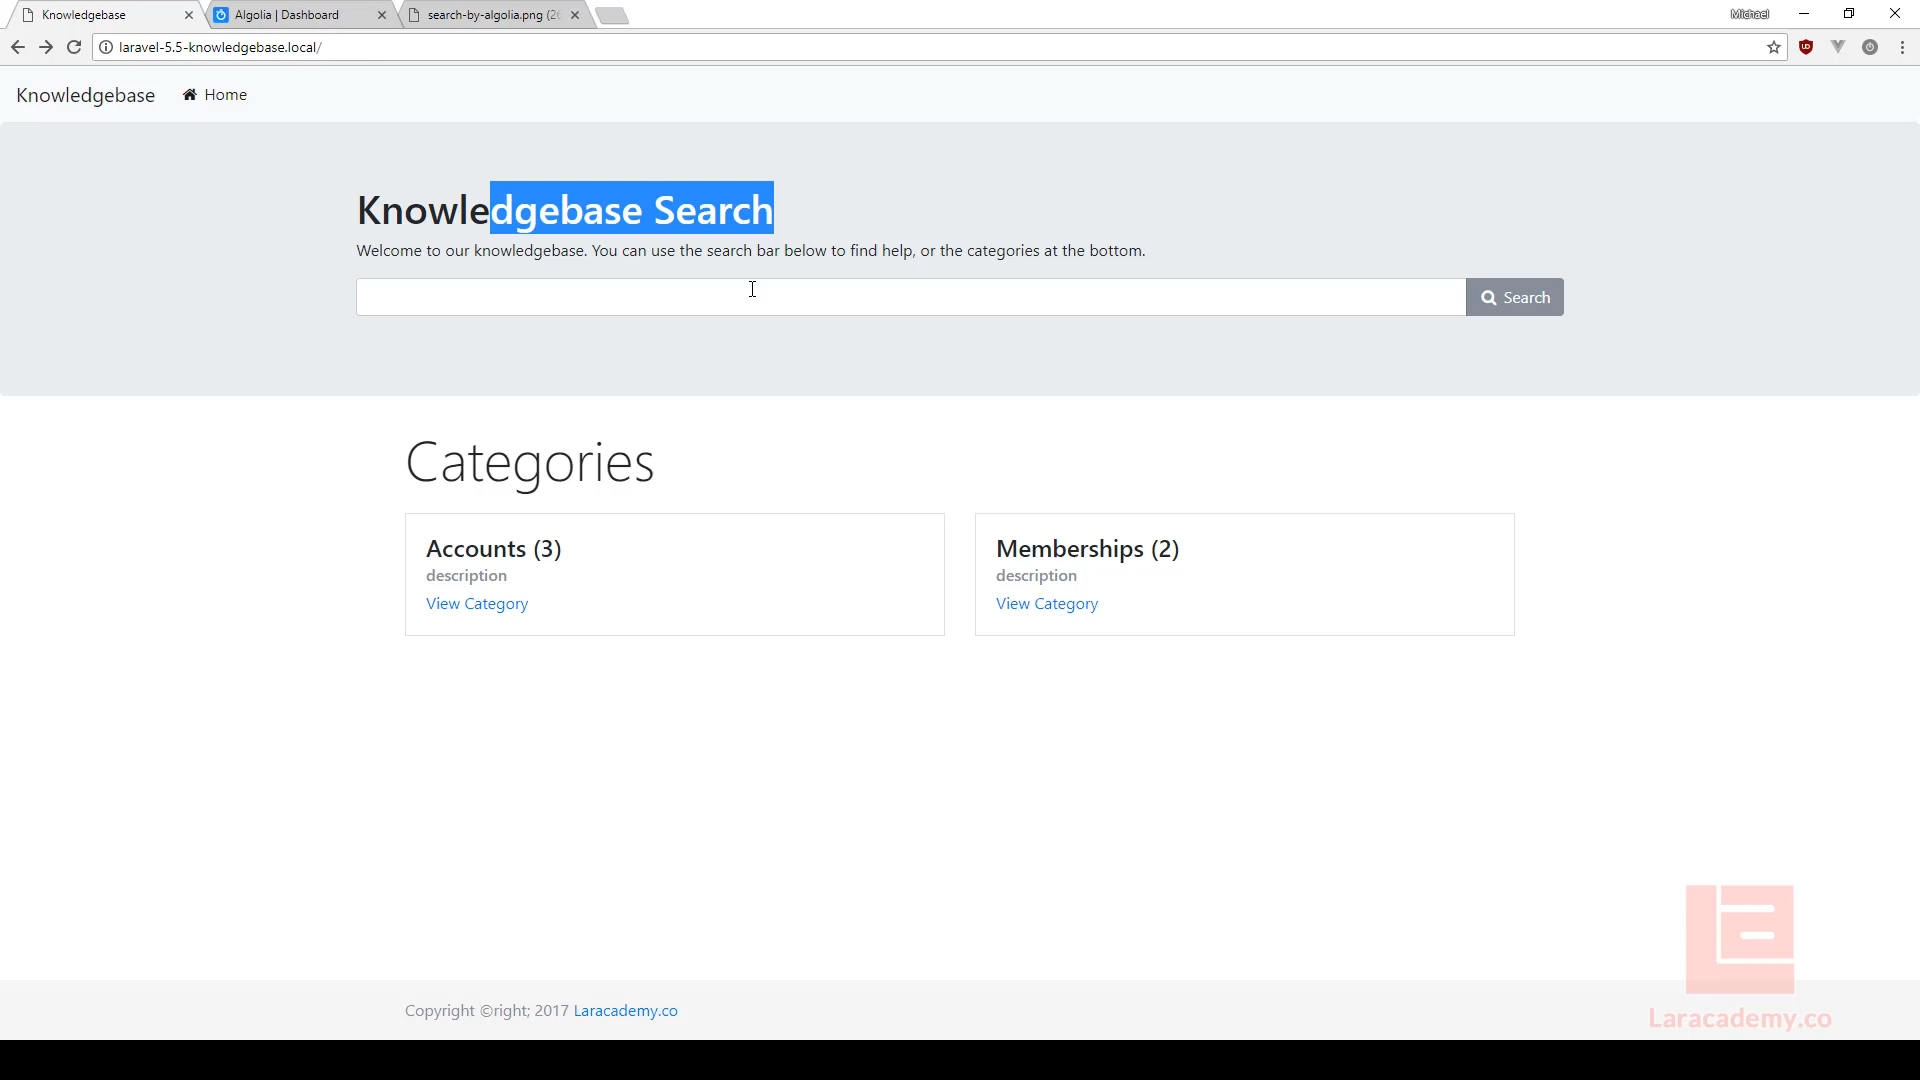 Knowledgebase
Algolia | Dashboard
search-by-algolia.png (26
Michael
laravel-5.5-knowledgebase.local/
Knowledgebase
Home
Knowledgebase Search
Welcome to our knowledgebase. You can use the search bar below to find help, or the categories at the bottom.
Search
Categories
Accounts (3)
description
View Category
Memberships (2)
description
View Category
Copyright ©right; 2017 Laracademy.co
Laracademy.co